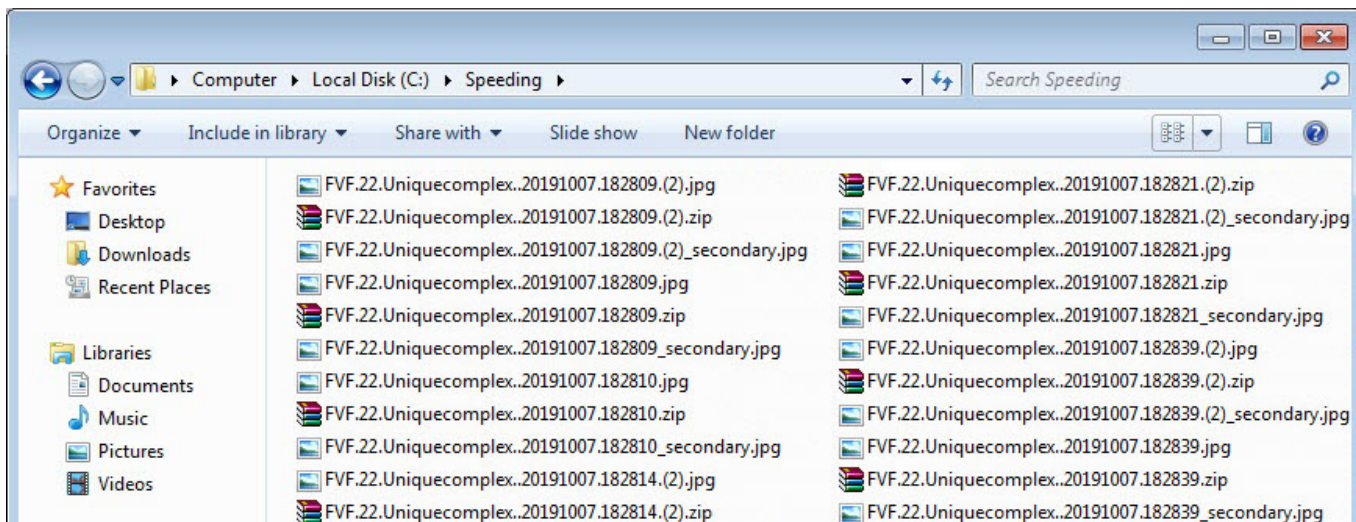 Computer Local Disk (C:) Speeding
Search Speeding
Organize Include in library Share with Slide show New folder
Favorites
Desktop
Downloads
Recent Places
Libraries
Documents
Music
Pictures
Videos
FVF.22.Uniquecomplex..20191007.182809.(2).jpg
FVF.22.Uniquecomplex..20191007.182809.(2).zip
FVF.22.Uniquecomplex..20191007.182809.(2)_secondary.jpg
FVF.22.Uniquecomplex..20191007.182809.jpg
FVF.22.Uniquecomplex..20191007.182809.zip
FVF.22.Uniquecomplex..20191007.182809_secondary.jpg
FVF.22.Uniquecomplex..20191007.182810.jpg
FVF.22.Uniquecomplex..20191007.182810.zip
FVF.22.Uniquecomplex..20191007.182810_secondary.jpg
FVF.22.Uniquecomplex..20191007.182814.(2).jpg
FVF.22.Uniquecomplex..20191007.182814.(2).zip
FVF.22.Uniquecomplex..20191007.182821.(2).zip
FVF.22.Uniquecomplex..20191007.182821.(2)_secondary.jpg
FVF.22.Uniquecomplex..20191007.182821.jpg
FVF.22.Uniquecomplex..20191007.182821.zip
FVF.22.Uniquecomplex..20191007.182821_secondary.jpg
FVF.22.Uniquecomplex..20191007.182839.(2).jpg
FVF.22.Uniquecomplex..20191007.182839.(2).zip
FVF.22.Uniquecomplex..20191007.182839.(2)_secondary.jpg
FVF.22.Uniquecomplex..20191007.182839.jpg
FVF.22.Uniquecomplex..20191007.182839.zip
FVF.22.Uniquecomplex..20191007.182839_secondary.jpg